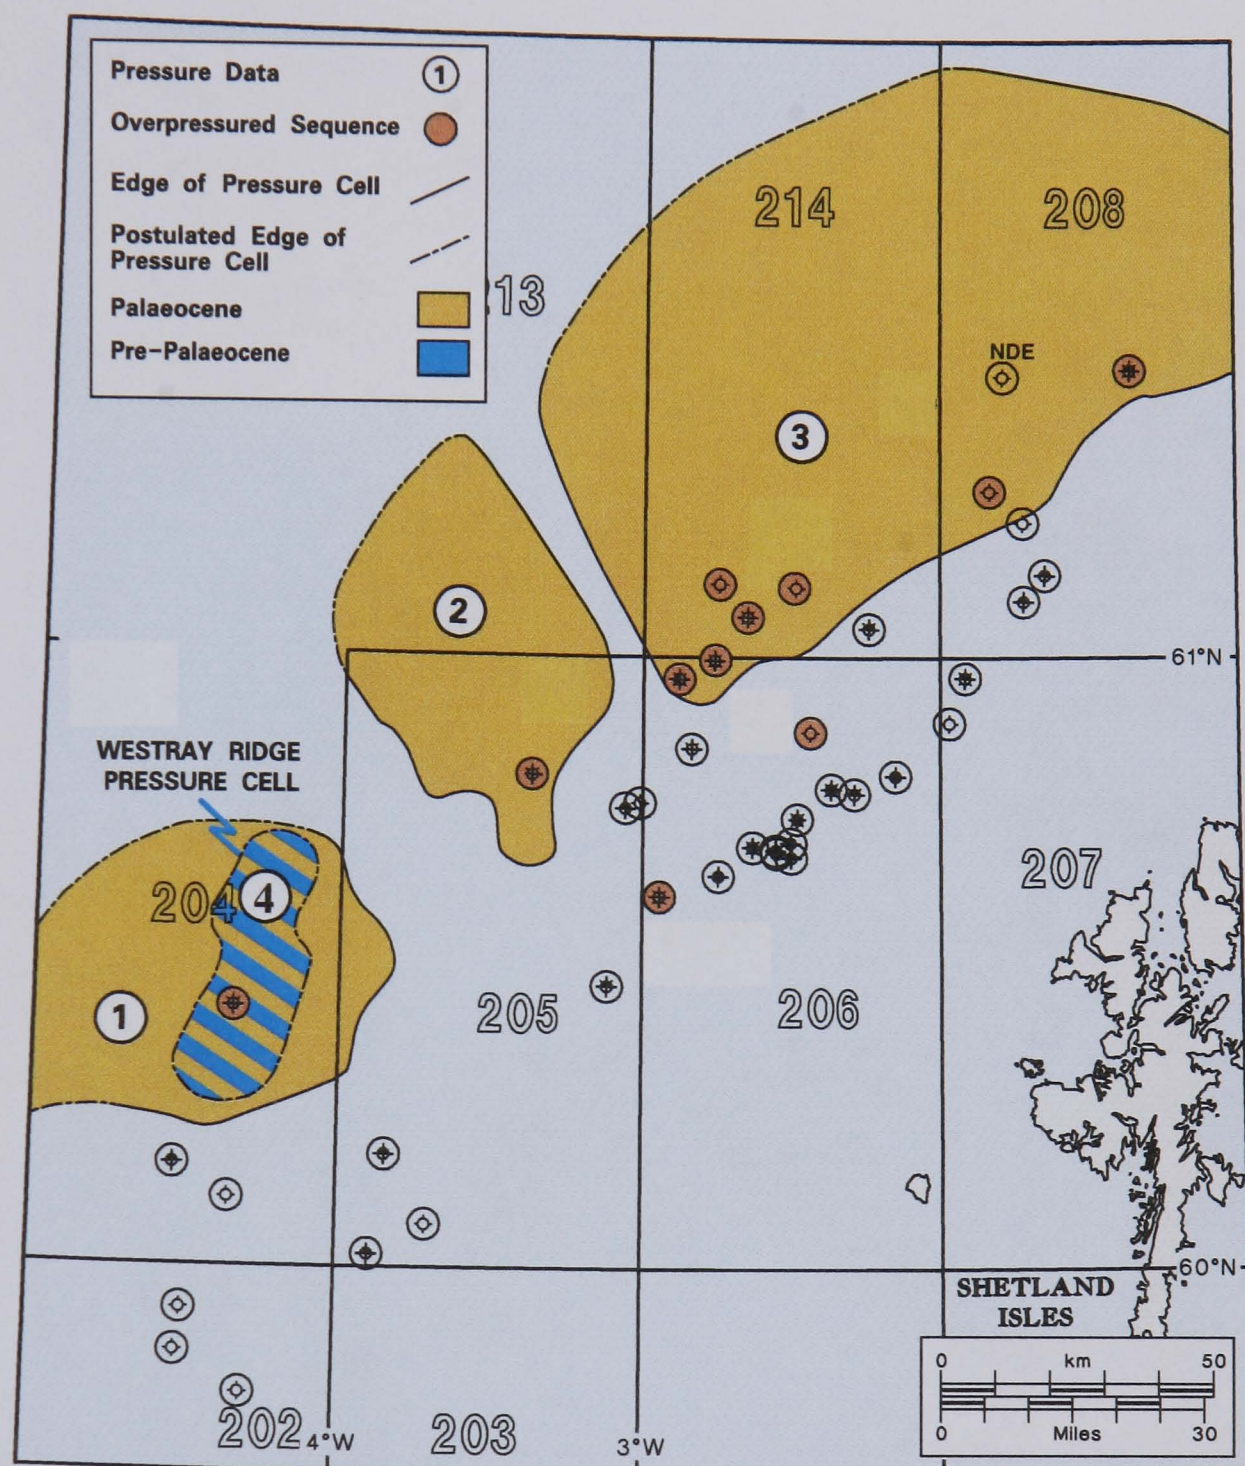 Pressure Data 1
Overpressured Sequence
Edge of Pressure Cell
Postulated Edge of
Pressure Cell
Palaeocene
Pre-Palaeocene
13
214
208
NDE
3
2
61°N
WESTRAY RIDGE
PRESSURE CELL
204
4
207
1
205
206
60°N
SHETLAND
ISLES
0 km 50
0 Miles 30
202
4°W
203
3°W